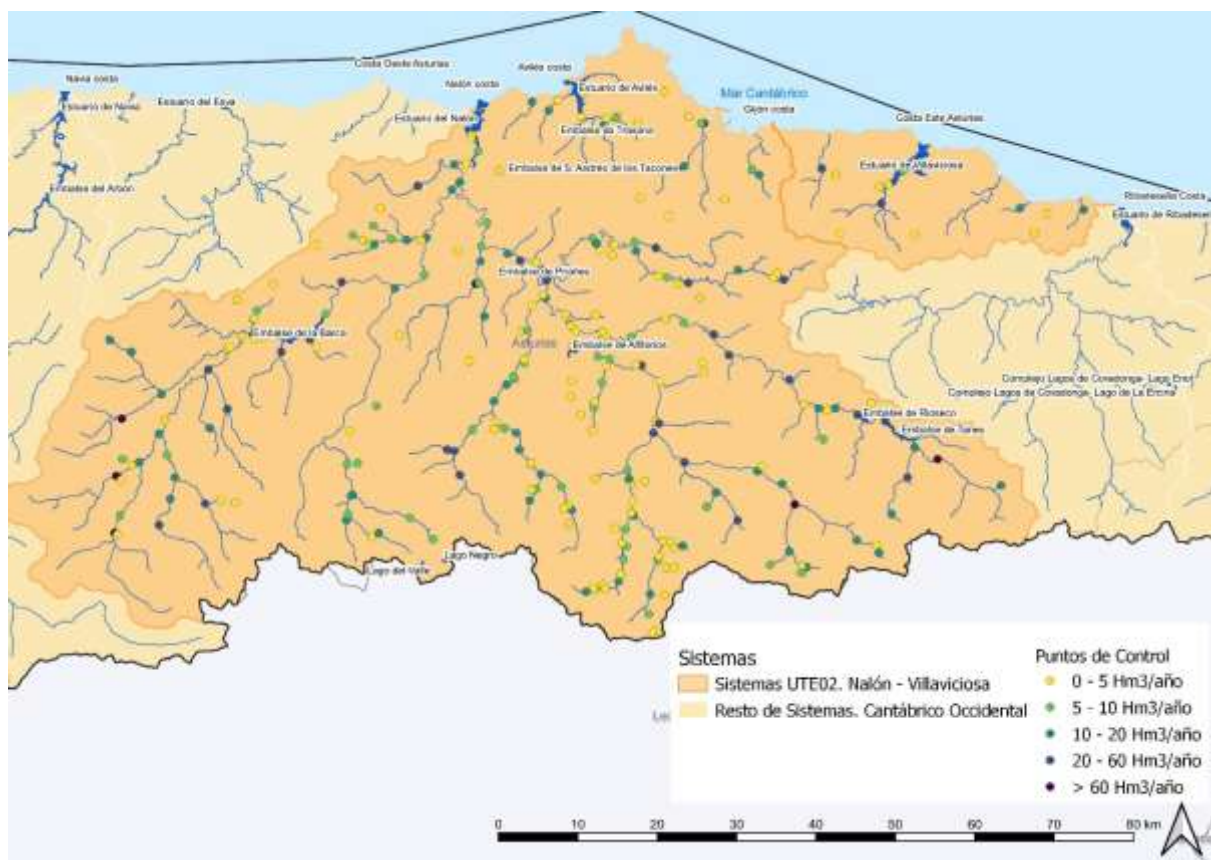 Costa Oeste Asturias
Avilés costa
Navia costa
Nalón costa
Estuario de Avilés
Mar Cantábrico
Estuario de Navia
Estuario del Esva
Gijón costa
Estuario del Nalón
Costa Este Asturias
Embalse de Trasona
Embalse de S. Andrés de los Tacones
Estuario de Villaviciosa
Embalse del Arbón
Ribadesella Costa
Estuario de Ribadesel
Embalse de Priañes
Embalse de la Barca
Asturias
Embalse de Alfilorios
Complejo Lagos de Covadonga- Lago Enol
Complejo Lagos de Covadonga- Lago de La Ercina
Embalse de Rioseco
Embalse de Tanes
Lago Negro
Lago del Valle
Sistemas
Sistemas UTE02. Nalón - Villaviciosa
Resto de Sistemas. Cantábrico Occidental
Puntos de Control
0 - 5 Hm3/año
5 - 10 Hm3/año
10 - 20 Hm3/año
20 - 60 Hm3/año
> 60 Hm3/año
Le
0 10 20 30 40 50 60 70 80 km